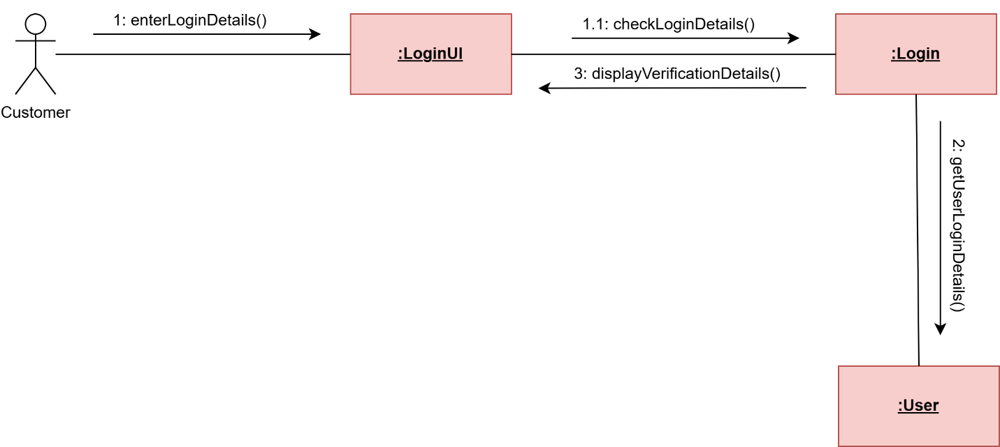 1: enterLoginDetails()
Customer
:LoginUI
1.1: checkLoginDetails()
3: displayVerificationDetails()
:Login
2: getUserLoginDetails()
:User